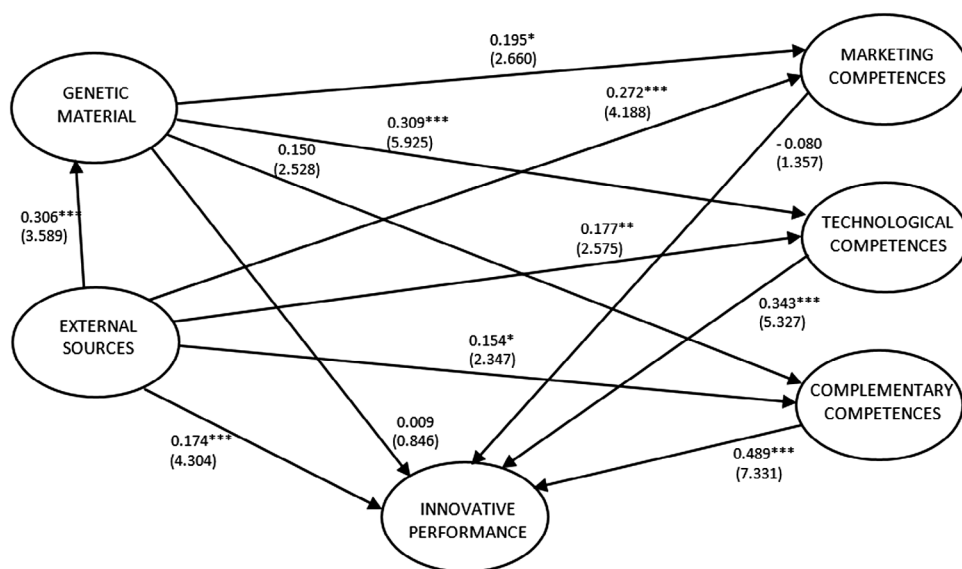 0.195*
(2.660)
MARKETING
COMPETENCES
GENETIC
MATERIAL
0.272***
(4.188)
0.309***
(5.925)
- 0.080
(1.357)
0.150
(2.528)
0.306***
(3.589)
0.177**
(2.575)
TECHNOLOGICAL
COMPETENCES
0.343***
(5.327)
EXTERNAL
SOURCES
0.154*
(2.347)
COMPLEMENTARY
COMPETENCES
0.174***
(4.304)
0.009
(0.846)
0.489***
(7.331)
INNOVATIVE
PERFORMANCE